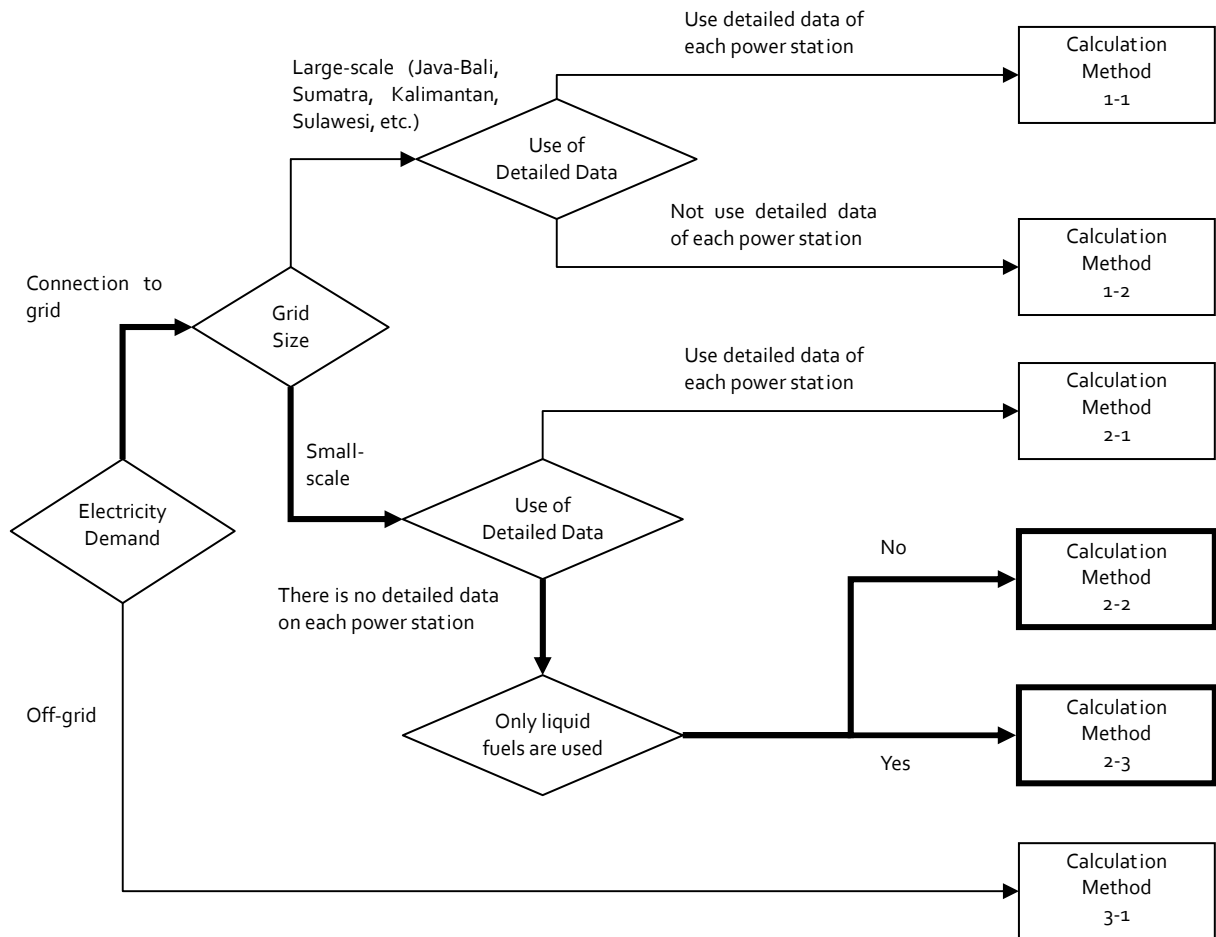 Use detailed data of
each power station
Calculation
Method
1-1
Large-scale (Java-Bali,
Sumatra, Kalimantan,
Sulawesi, etc.)
Use of
Detailed Data
Not use detailed data
of each power station
Calculation
Method
1-2
Connection to
grid
Grid
Size
Use detailed data of
each power station
Calculation
Method
2-1
Small-
scale
Electricity
Demand
Use of
Detailed Data
No
Calculation
Method
2-2
There is no detailed data
on each power station
Off-grid
Only liquid
fuels are used
Yes
Calculation
Method
2-3
Calculation
Method
3-1